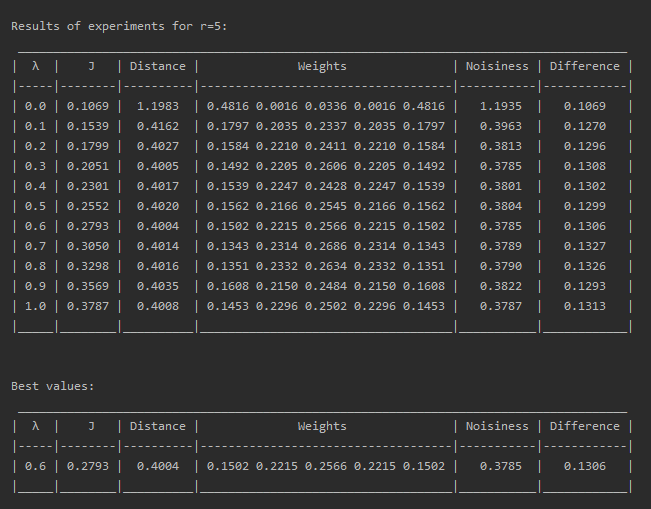 Results of experiments for r=5:
| λ | J | Distance | Weights | Noisiness | Difference |
| 0.0 | 0.1069 | 1.1983 | 0.4816 0.0016 0.0336 0.0016 0.4816 | 1.1935 | 0.1069 |
| 0.1 | 0.1539 | 0.4162 | 0.1797 0.2035 0.2337 0.2035 0.1797 | 0.3963 | 0.1270 |
| 0.2 | 0.1799 | 0.4027 | 0.1584 0.2210 0.2411 0.2210 0.1584 | 0.3813 | 0.1296 |
| 0.3 | 0.2051 | 0.4005 | 0.1492 0.2205 0.2606 0.2205 0.1492 | 0.3785 | 0.1308 |
| 0.4 | 0.2301 | 0.4017 | 0.1539 0.2247 0.2428 0.2247 0.1539 | 0.3801 | 0.1302 |
| 0.5 | 0.2552 | 0.4020 | 0.1562 0.2166 0.2545 0.2166 0.1562 | 0.3804 | 0.1299 |
| 0.6 | 0.2793 | 0.4004 | 0.1502 0.2215 0.2566 0.2215 0.1502 | 0.3785 | 0.1306 |
| 0.7 | 0.3050 | 0.4014 | 0.1343 0.2314 0.2686 0.2314 0.1343 | 0.3789 | 0.1327 |
| 0.8 | 0.3298 | 0.4016 | 0.1351 0.2332 0.2634 0.2332 0.1351 | 0.3790 | 0.1326 |
| 0.9 | 0.3569 | 0.4035 | 0.1608 0.2150 0.2484 0.2150 0.1608 | 0.3822 | 0.1293 |
| 1.0 | 0.3787 | 0.4008 | 0.1453 0.2296 0.2502 0.2296 0.1453 | 0.3787 | 0.1313 |
Best values:
| λ | J | Distance | Weights | Noisiness | Difference |
| 0.6 | 0.2793 | 0.4004 | 0.1502 0.2215 0.2566 0.2215 0.1502 | 0.3785 | 0.1306 |